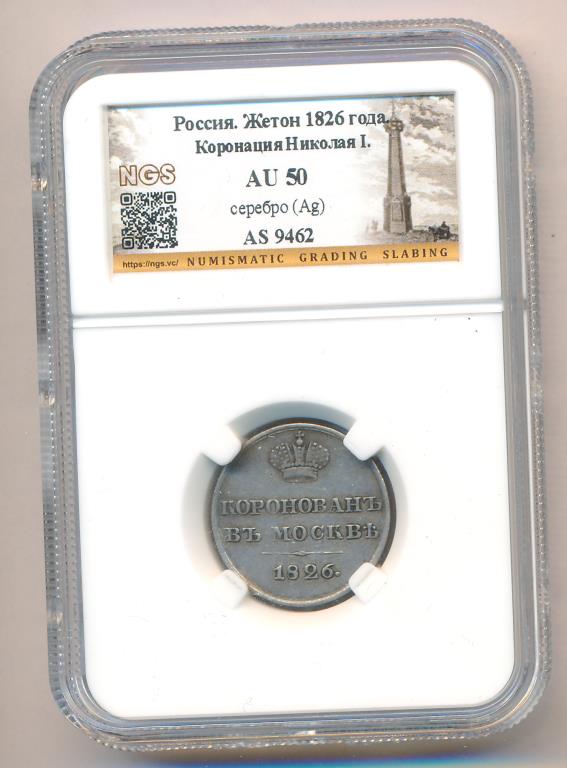 Россия. Жетон 1826 года.
Коронация Николая I.
NGS
AU 50
серебро (Ag)
AS 9462
https://ngs.vc/ NUMISMATIC GRADING SLABING
КОРОНОВАНЪ
ВЪ МОСКВѢ
1826.